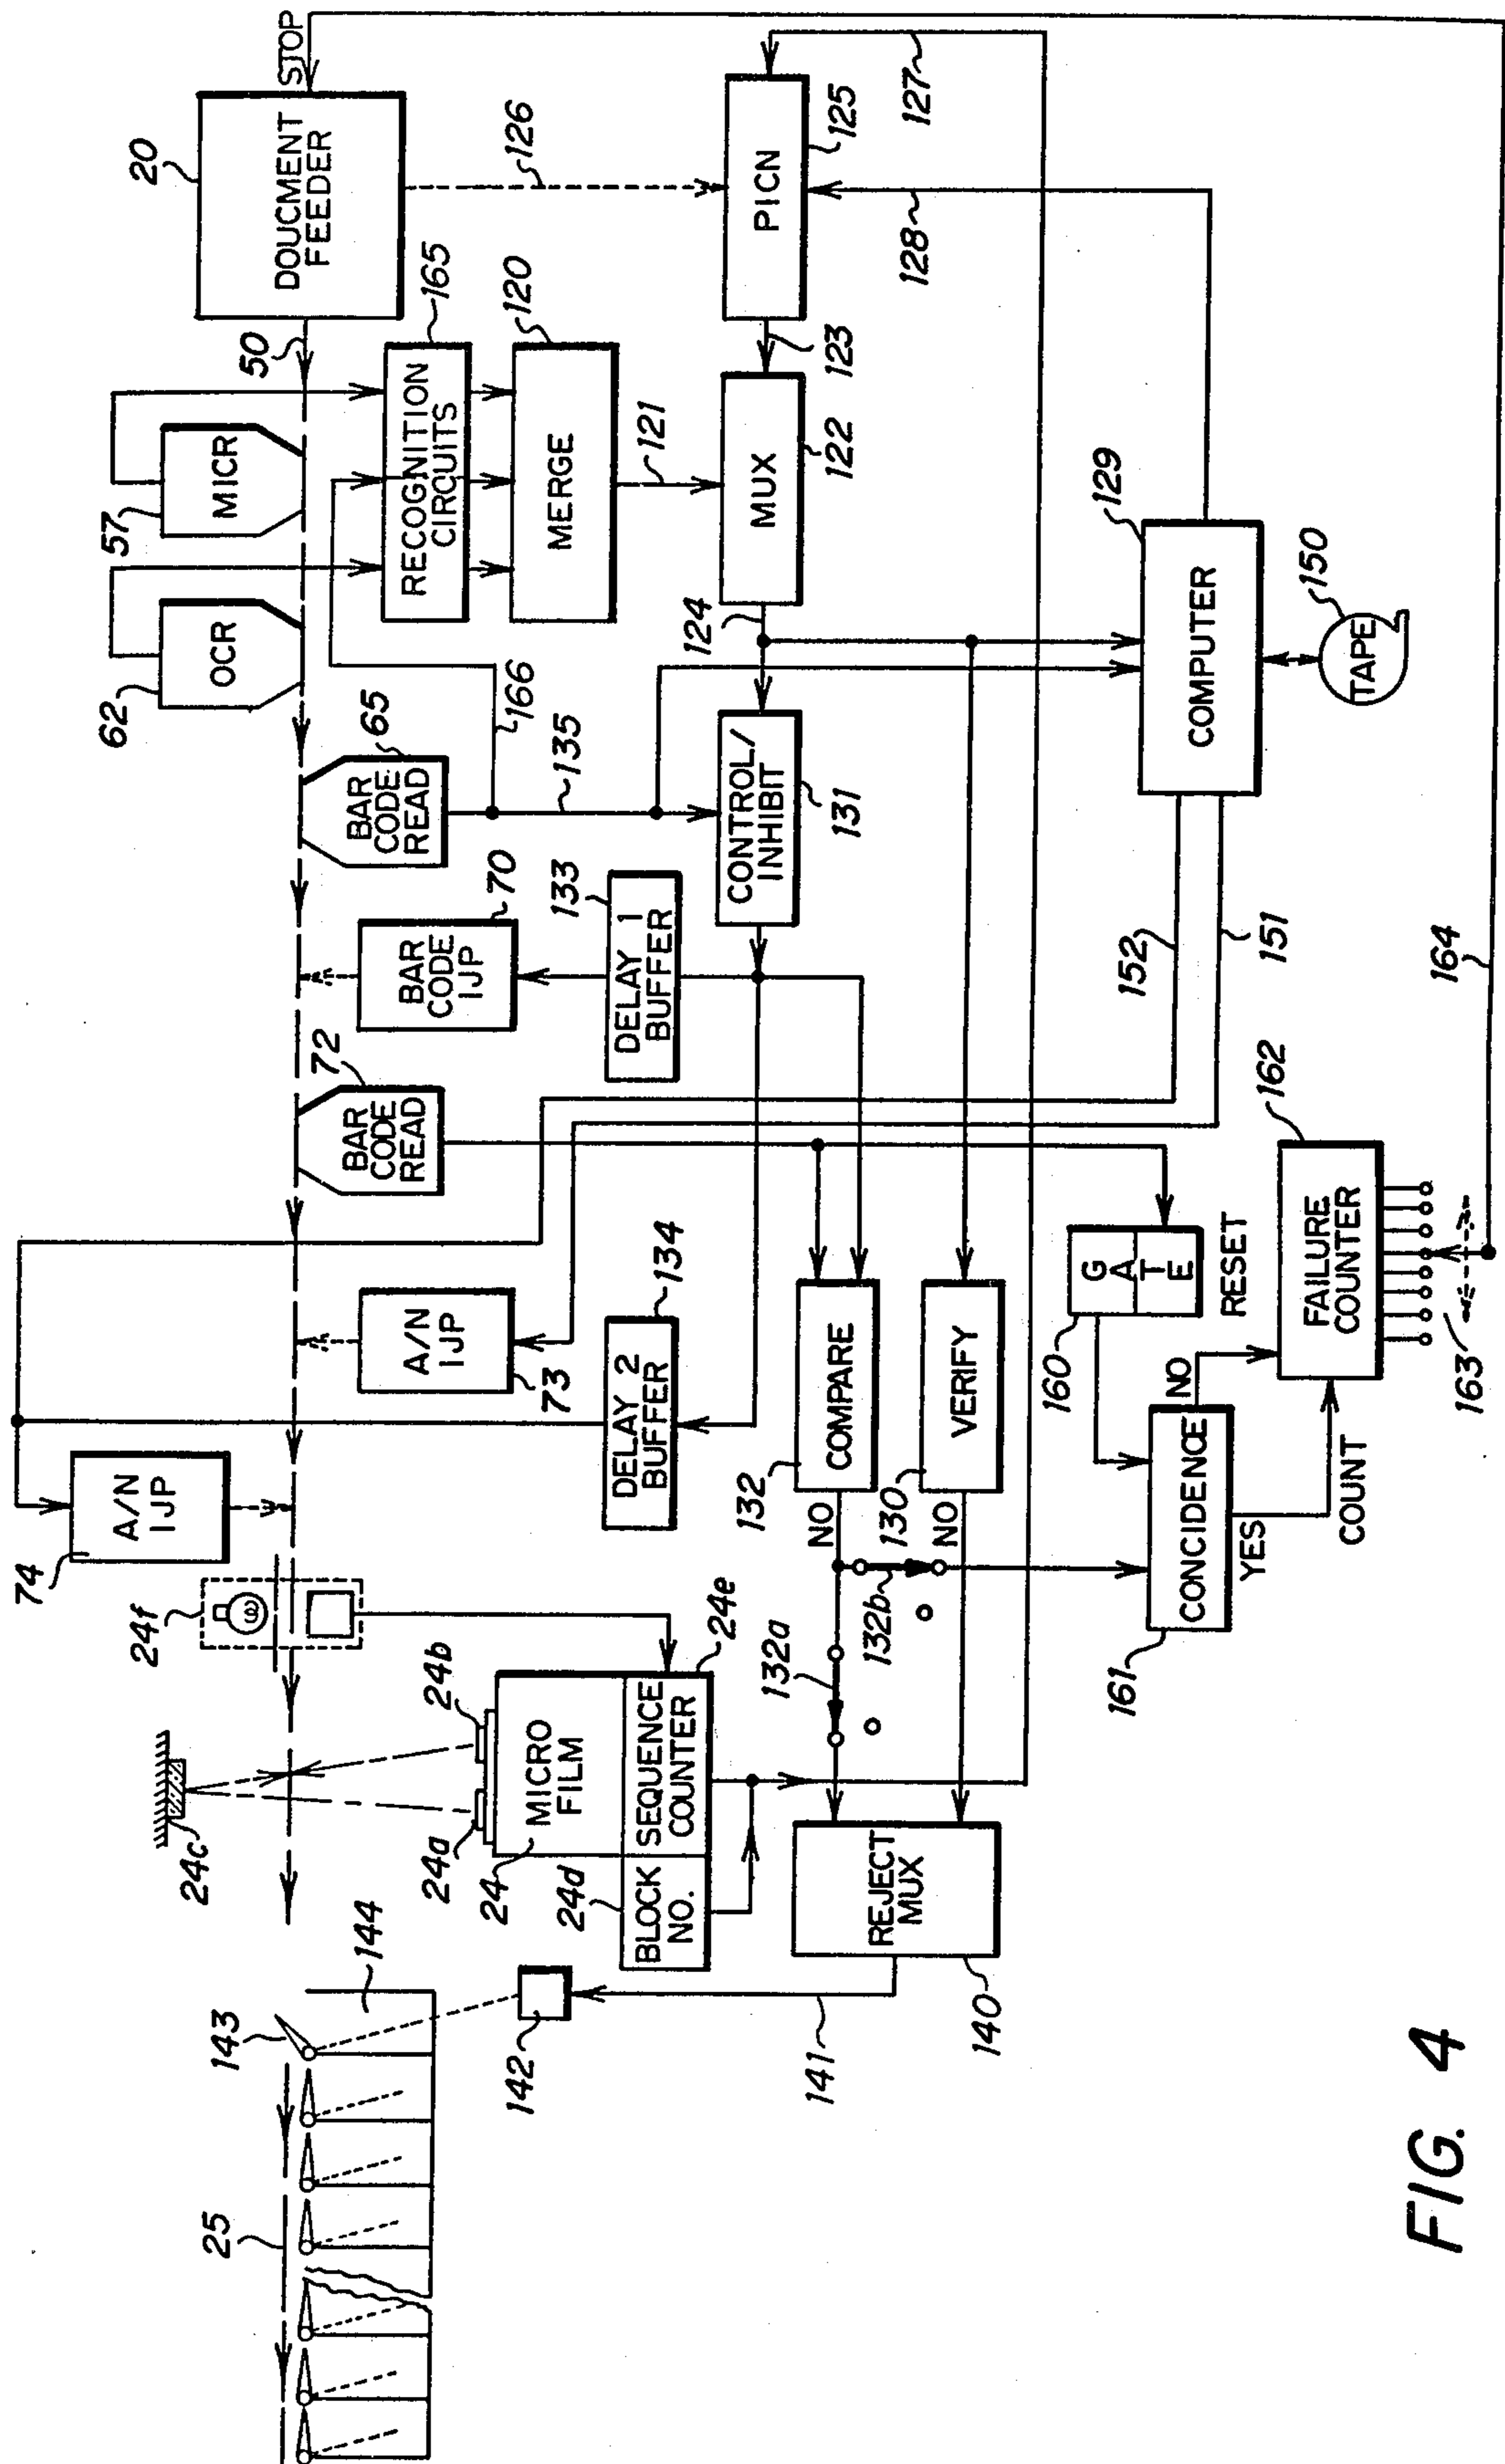 20
DOUCMENT
FEEDER
STOP
50
126
MICR
57
OCR
62
RECOGNITION
CIRCUITS
165
MERGE
120
121
166
PICN
125
127
128
123
MUX
122
124
BAR
CODE
READ
65
135
CONTROL/
INHIBIT
131
COMPUTER
129
TAPE
150
152
151
BAR
CODE
IJP
70
DELAY 1
BUFFER
133
BAR
CODE
READ
72
A/N
IJP
73
DELAY 2
BUFFER
134
A/N
IJP
74
COMPARE
132
NO
VERIFY
130
NO
GATE
160
RESET
FAILURE
COUNTER
162
163
164
CONCIDENCE
161
NO
YES
COUNT
132a
132b
24f
24c
24b
24a
24
MICRO
FILM
24e
SEQUENCE
COUNTER
24d
BLOCK
NO.
REJECT
MUX
140
141
142
143
144
25
FIG. 4